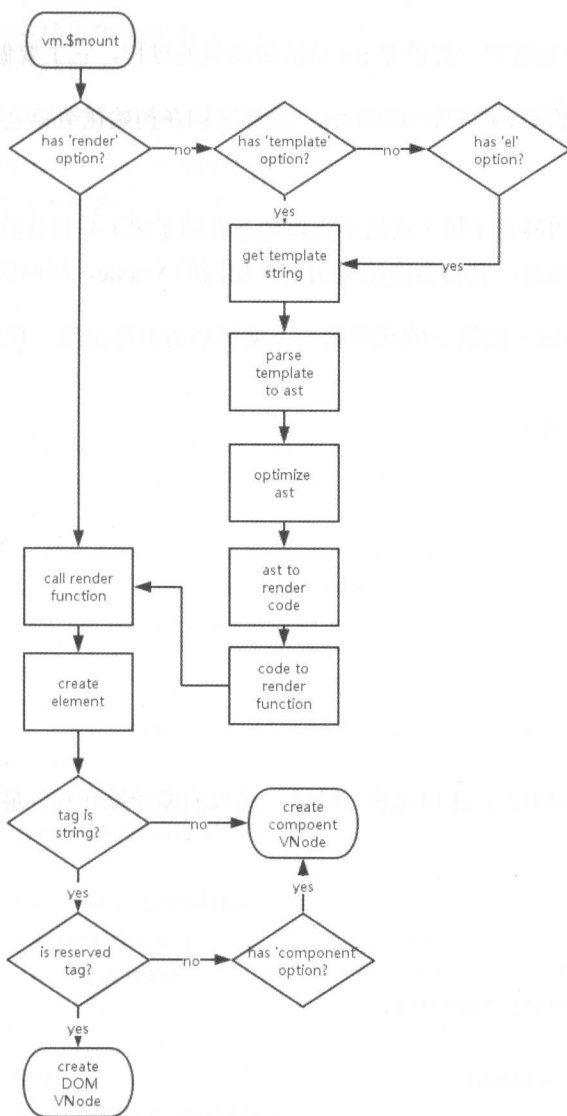 vm.$mount
has 'render'
option?
no
has 'template'
option?
no
has 'el'
option?
yes
get template
string
yes
parse
template
to ast
optimize
ast
call render
function
ast to
render
code
create
element
code to
render
function
tag is
string?
no
create
compoent
VNode
yes
yes
is reserved
tag?
no
has 'component'
option?
yes
create
DOM
VNode